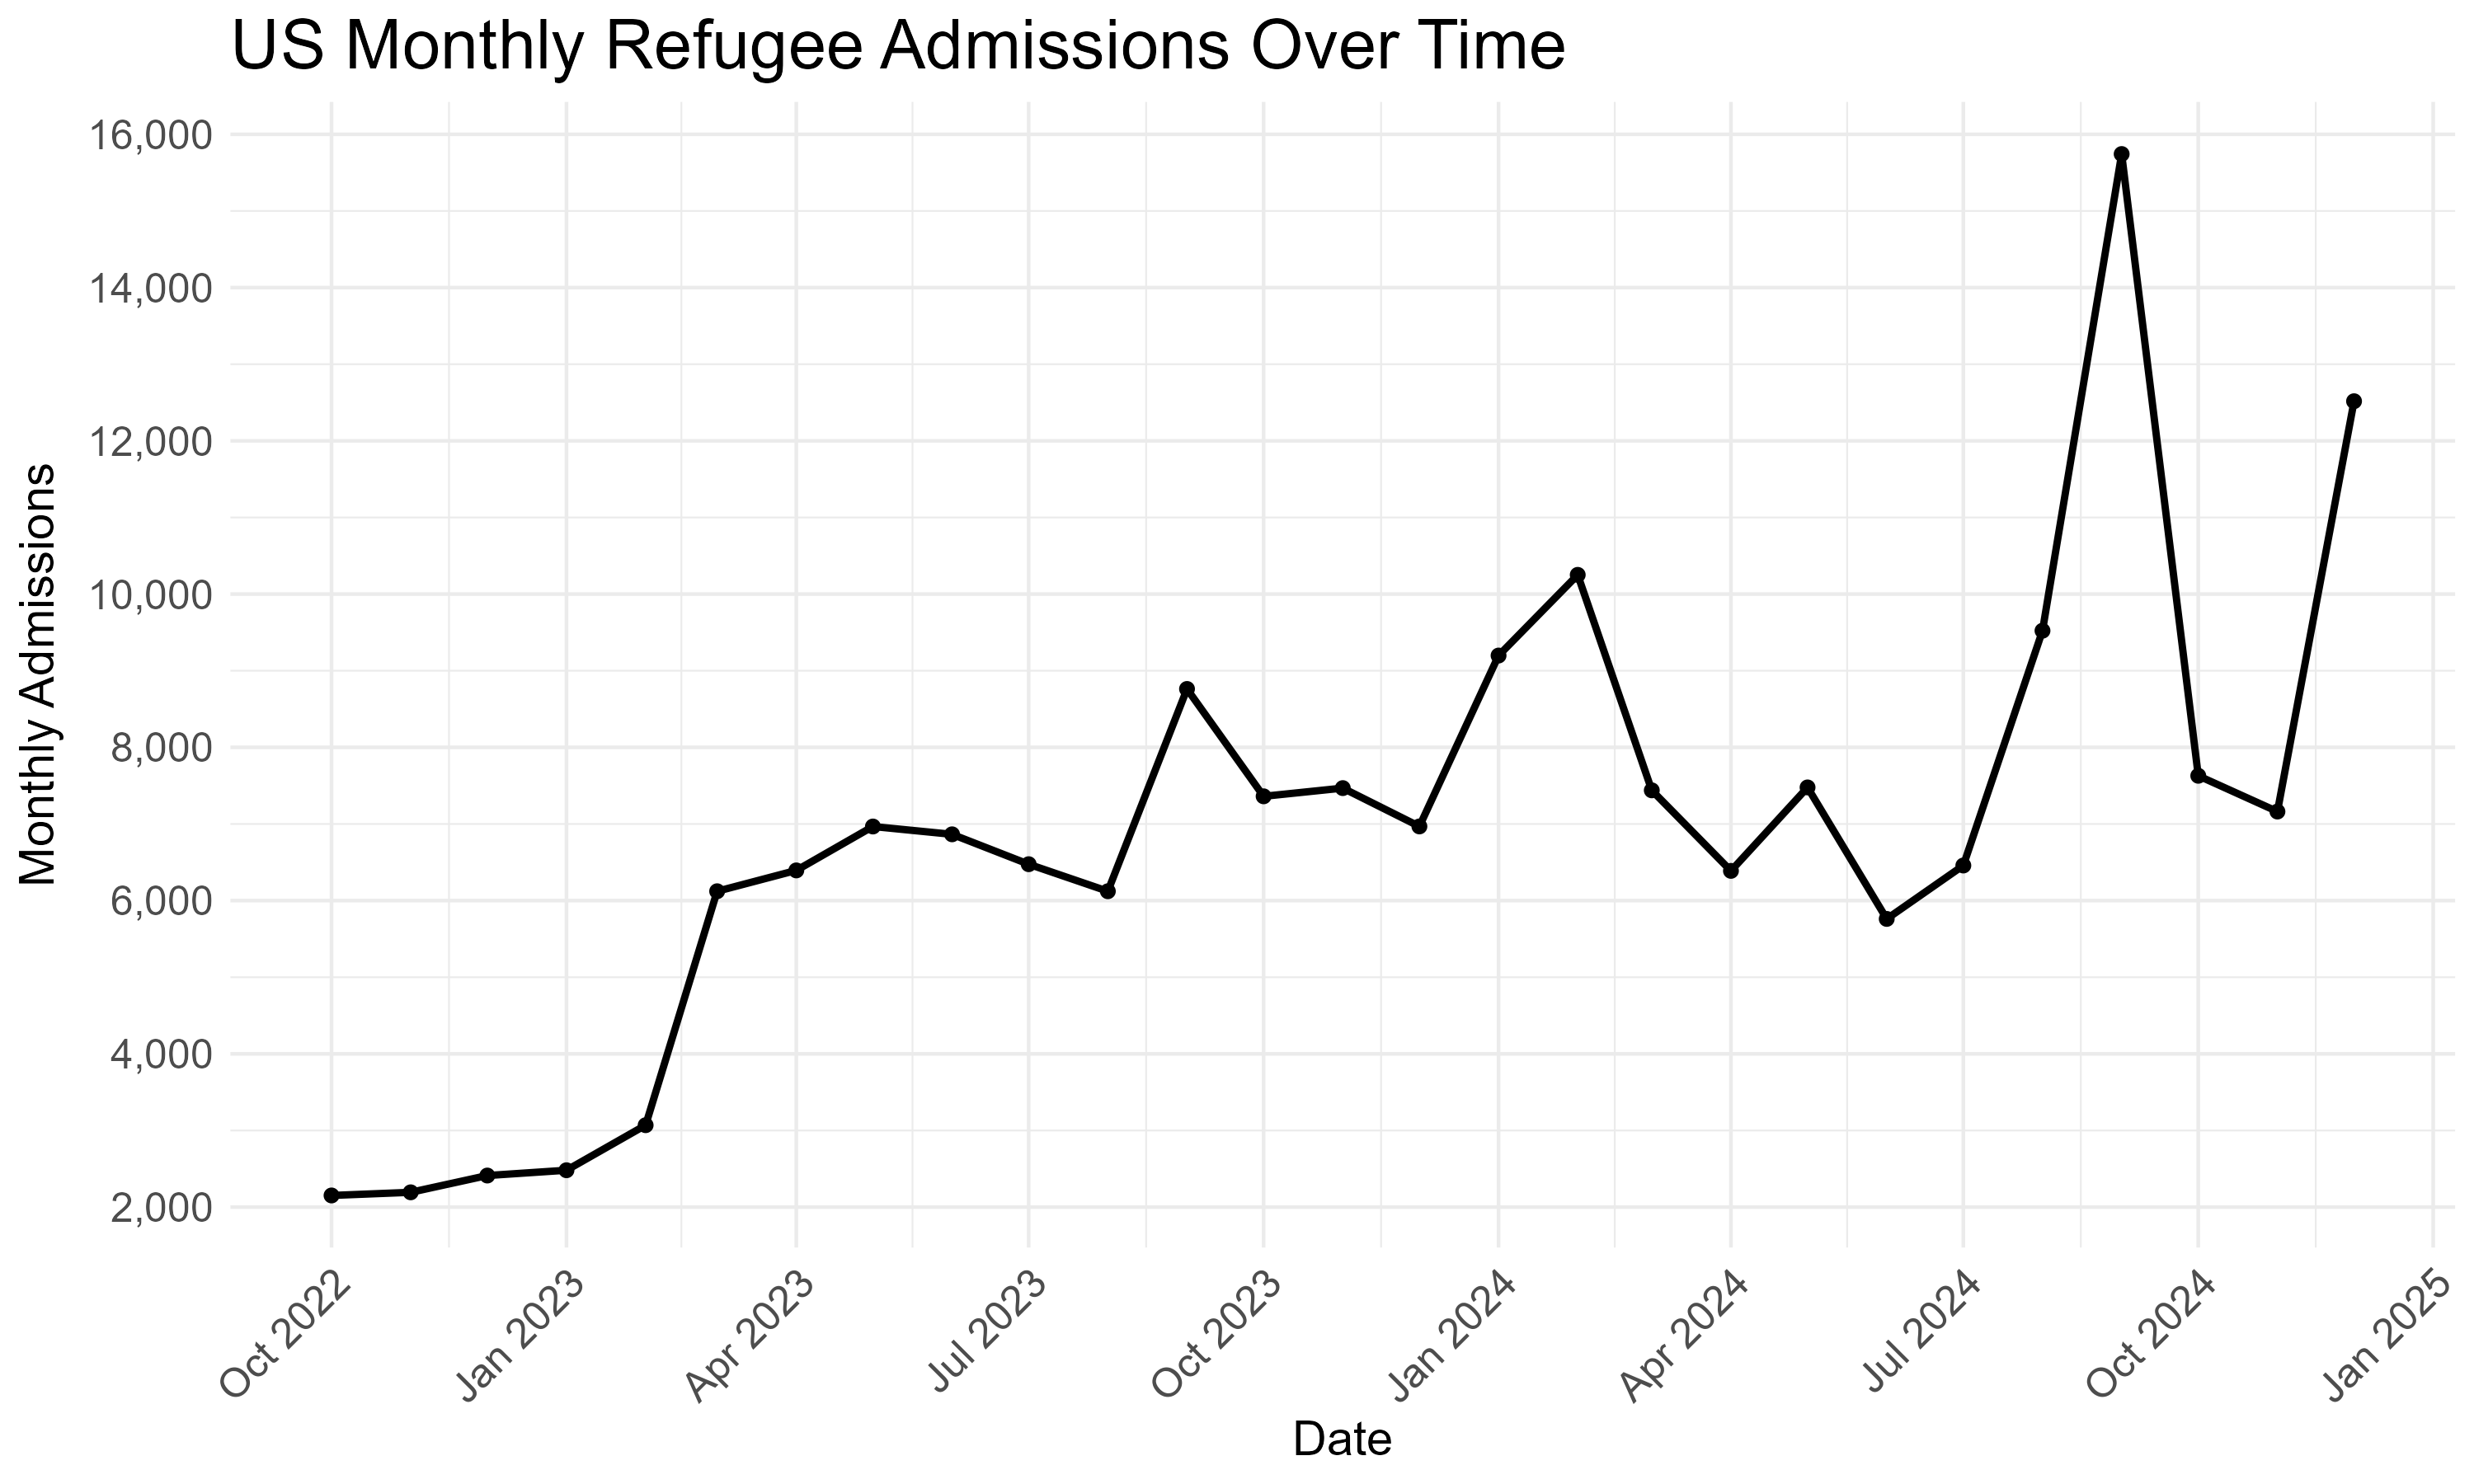 US Monthly Refugee Admissions Over Time
16,000
14,000
12,000
10,000
8,000
6,000
4,000
2,000
Monthly Admissions
Oct 2022
Jan 2023
Apr 2023
Jul 2023
Oct 2023
Jan 2024
Apr 2024
Jul 2024
Oct 2024
Jan 2025
Date